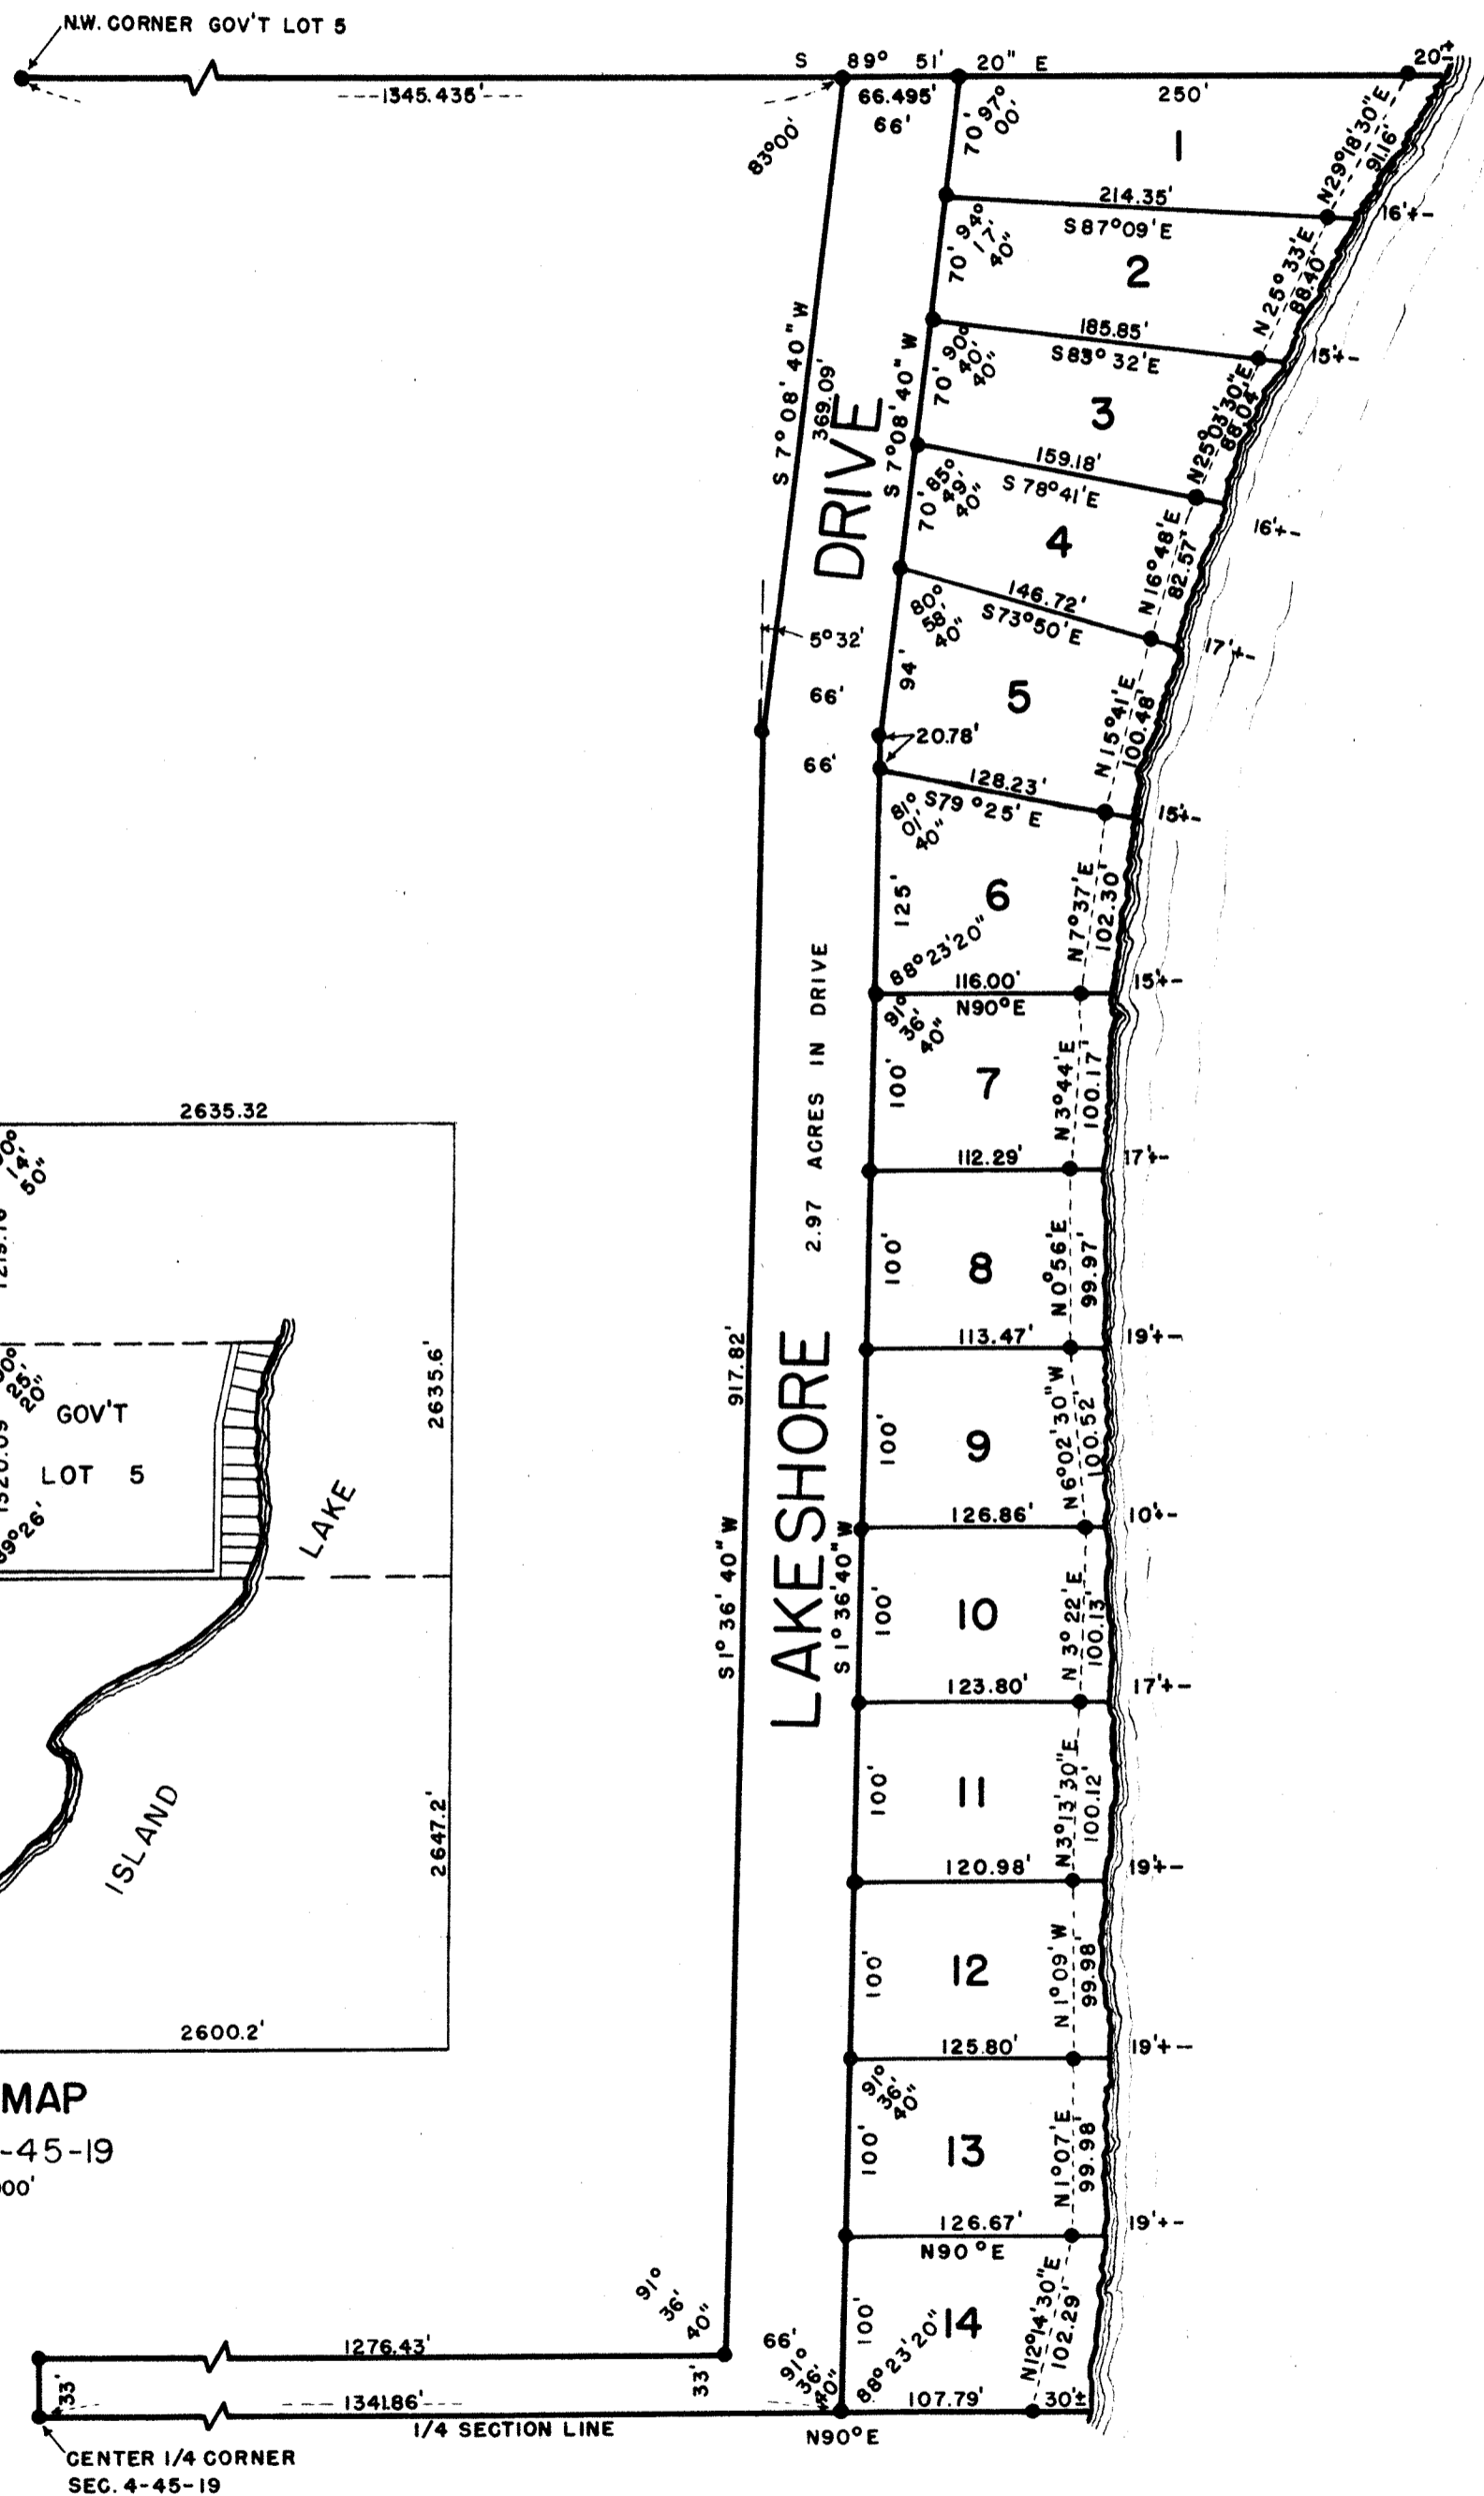 N.W. CORNER GOV'T LOT 5
S 89° 51' 20" E
20'±
1345.435'
66.495'
250'
66'
83°00'
70'
97° 00'
1
N29°18'30"E
91.16'
214.35'
16'+-
S87°09'E
70'
94° 17' 40"
2
N 25° 33'E
88.40'
185.85'
15'+-
S83° 32'E
70'
90° 40' 40"
3
N25°03'30"E
88.04'
S 7° 08' 40" W
369.09'
S 7°08'40" W
159.18'
S 78°41'E
16'+-
70'
85° 49' 40"
4
N 16°48'E
82.57'
146.72'
S73°50'E
17'+-
80° 58' 40"
5°32'
94'
66'
5
N 15°41'E
100.48'
20.78'
66'
128.23'
S79°25' E
15'+-
81° 01' 40"
125'
6
N7°37'E
102.30'
88°23'20"
116.00'
N90°E
15'+-
91° 36' 40"
100'
7
N3°44'E
100.17'
112.29'
17'+-
100'
8
N0°56'E
99.97'
113.47'
19'+-
100'
9
N6°02'30"W
100.52'
126.86'
10'+-
100'
10
N 3° 22' E
100.13'
123.80'
17'+-
100'
11
N3°13'30"E
100.12'
120.98'
19'+-
100'
12
N1°09' W
99.98'
125.80'
19'+-
91° 36' 40"
100'
13
N1°07'E
99.98'
126.67'
N90°E
19'+-
100'
14
N12°14'30"E
102.29'
88°23'20"
107.79'
30'±
N90°E
LAKESHORE DRIVE
2.97 ACRES IN DRIVE
917.82'
S1° 36' 40" W
S1°36'40" W
91° 36' 40"
66'
91° 36' 40"
33'
1276.43'
33'
1341.86'
1/4 SECTION LINE
CENTER 1/4 CORNER
SEC. 4-45-19
2635.32
14' 50"
25' 20"
GOV'T
LOT 5
26'
2635.6'
ISLAND LAKE
2647.2'
2600.2'
MAP
-45-19